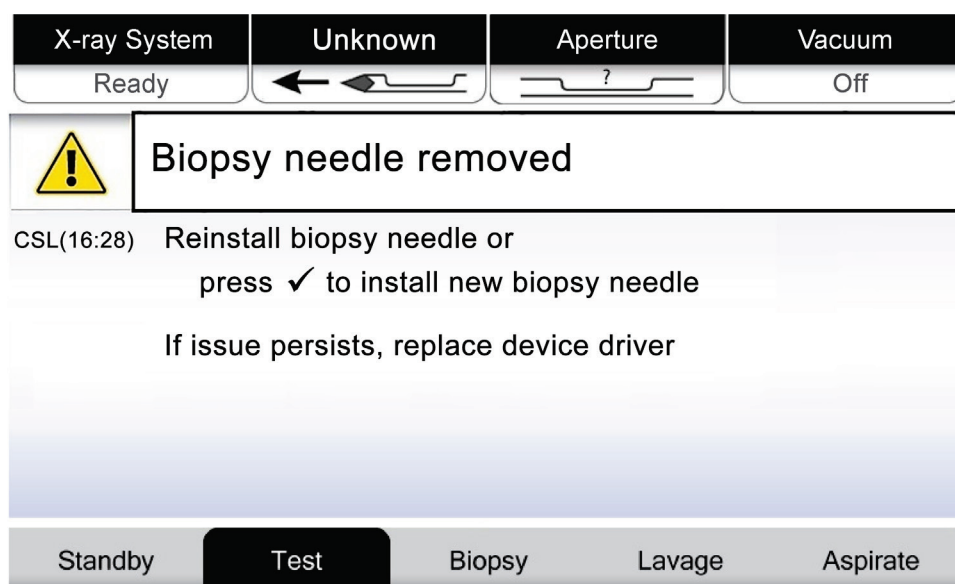 X-ray System Unknown Aperture Vacuum
Ready ? Off
Biopsy needle removed
CSL(16:28) Reinstall biopsy needle or
press ✓ to install new biopsy needle
If issue persists, replace device driver
Standby Test Biopsy Lavage Aspirate